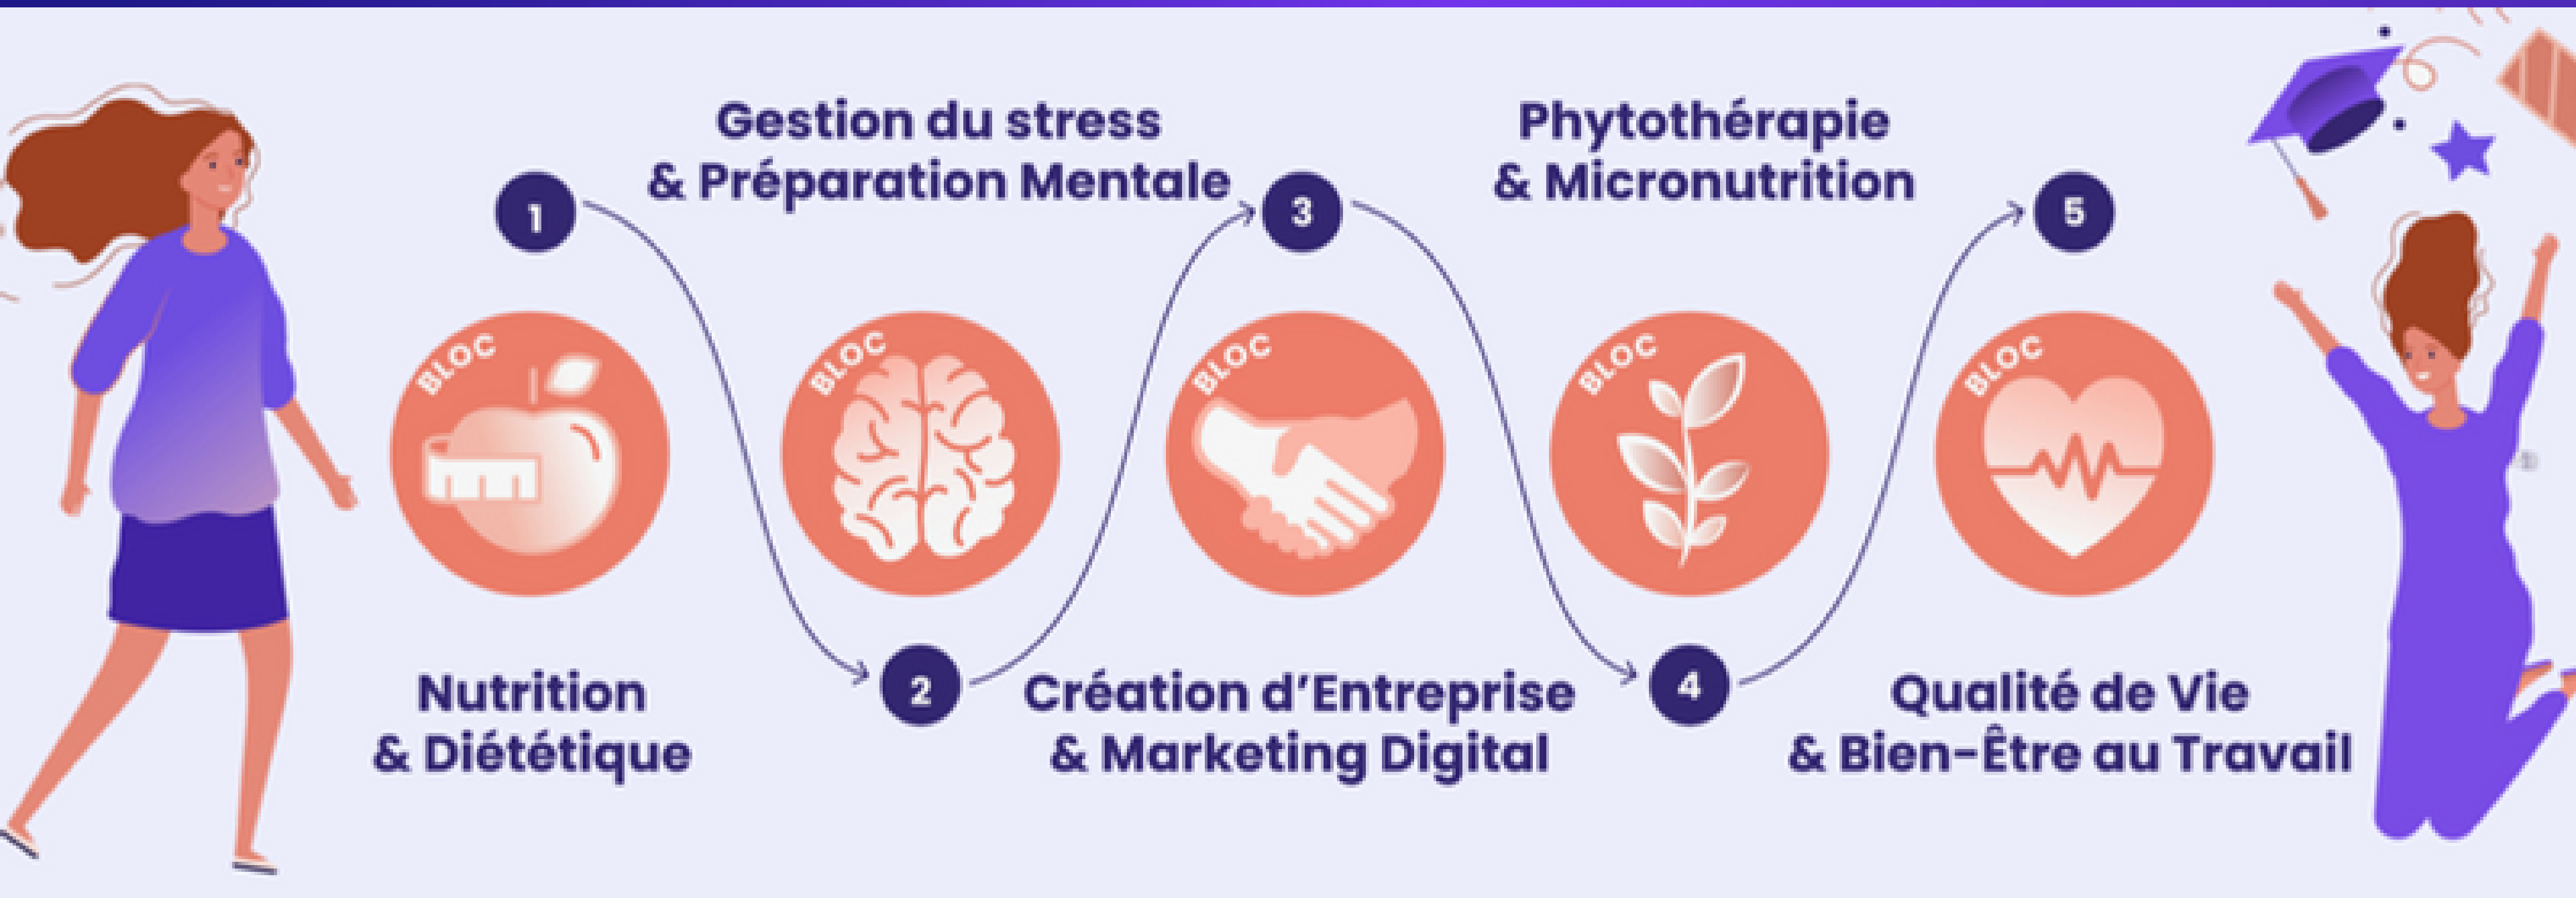 1
BLOC
Nutrition
& Diététique
Gestion du stress
& Préparation Mentale
BLOC
2
3
BLOC
Création d’Entreprise
& Marketing Digital
Phytothérapie
& Micronutrition
BLOC
4
5
BLOC
Qualité de Vie
& Bien-Être au Travail